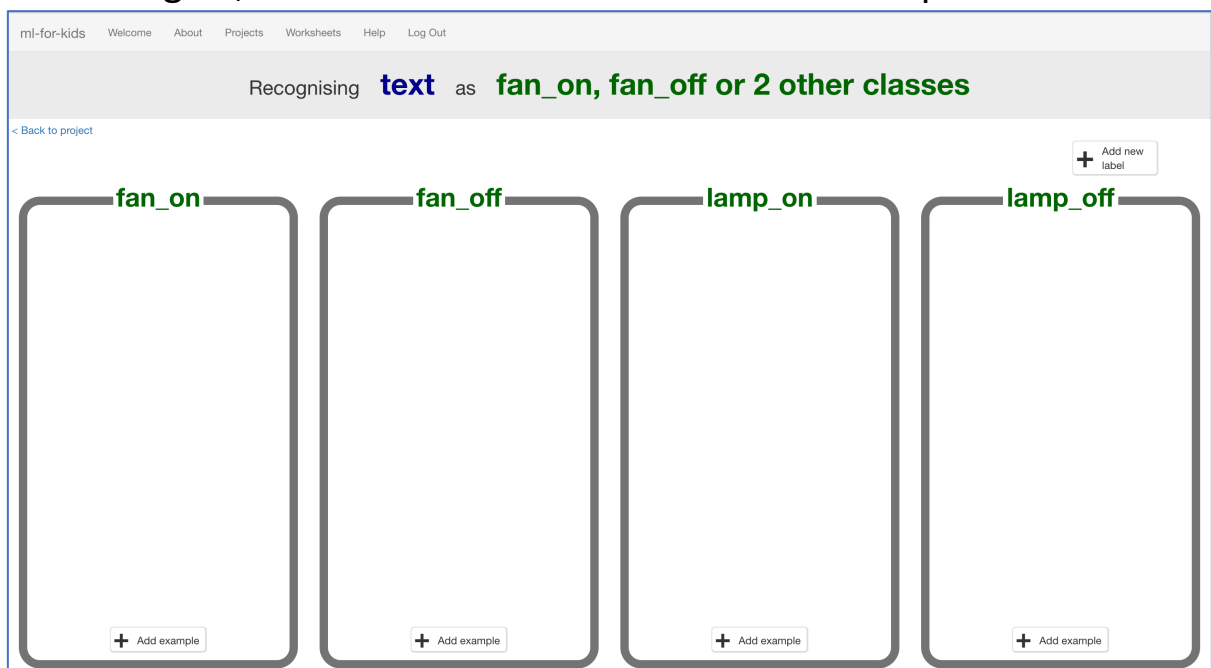 ml-for-kids Welcome About Projects Worksheets Help Log Out
Recognising text as fan_on, fan_off or 2 other classes
< Back to project
+ Add new label
fan_on fan_off lamp_on lamp_off
+ Add example + Add example + Add example + Add example